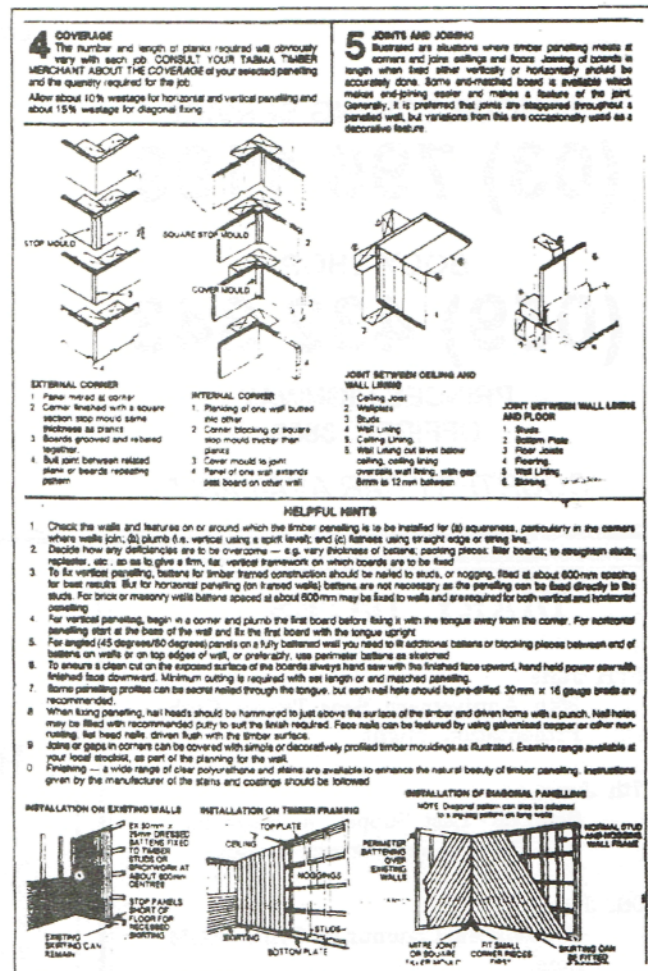 4 COVERAGE
The number and length of planks required will obviously
vary with each job. CONSULT YOUR TABMA TIMBER
MERCHANT ABOUT THE COVERAGE of your selected panelling
and the quantity required for the job.
Allow about 10% wastage for horizontal and vertical panelling and
about 15% wastage for diagonal fixing.
5 JOINTS AND JOINING
Illustrated are situations where timber panelling meets at
corners and joins ceilings and floors. Joining of boards in
length when fixed either vertically or horizontally should be
accurately done. Some end-matched board is available which
makes end-joining easier and makes a feature of the joint.
Generally, it is preferred that joints are staggered throughout a
panelled wall, but variations from this are occasionally used as a
decorative feature.
STOP MOULD
SQUARE STOP MOULD
COVER MOULD
EXTERNAL CORNER
1 Panel mitred at corner
2 Corner finished with a square
section stop mould same
thickness as planks
3 Boards grooved and rebated
together.
4 Butt joint between rebated
plank or boards repeating
pattern
INTERNAL CORNER
1. Planking of one wall butted
into other
2 Corner blocking or square
stop mould thicker than
planks
3 Cover mould to joint
4 Panel of one wall extends
past board on other wall
JOINT BETWEEN CEILING AND
WALL LINING
1 Ceiling Joist
2. Wallplate
3 Studs
4 Wall Lining
5. Ceiling Lining.
6 Wall Lining cut level below
ceiling, ceiling lining
oversails wall lining, with gap
6mm to 12mm between
JOINT BETWEEN WALL LINING
AND FLOOR
1 Studs
2 Bottom Plate
3 Floor Joists
4 Flooring.
5 Wall Lining
6. Skirting.
HELPFUL HINTS
1 Check the walls and features on or around which the timber panelling is to be installed for (a) squareness, particularly in the corners
where walls join; (b) plumb (i.e. vertical using a spirit level); and (c) flatness using straight edge or string line.
2. Decide how any deficiencies are to be overcome — e.g. vary thickness of battens; packing pieces, filler boards; to straighten studs;
replaster, etc., so as to give a firm, flat, vertical framework on which boards are to be fixed
3 To fix vertical panelling, battens for timber framed construction should be nailed to studs, or nogging, fitted at about 600mm spacing
for best results. But for horizontal panelling (on framed walls) battens are not necessary as the panelling can be fixed directly to the
studs. For brick or masonry walls battens spaced at about 600mm may be fixed to walls and are required for both vertical and horizontal
panelling
4 For vertical panelling, begin in a corner and plumb the first board before fixing it with the tongue away from the corner. For horizontal
panelling start at the base of the wall and fix the first board with the tongue upright
5 For angled (45 degrees/60 degrees) panels on a fully battened wall you need to fit additional battens or blocking pieces between end of
battens on walls or on top edges of wall, or preferably, use perimeter battens as sketched
6. To ensure a clean cut on the exposed surface of the boards always hand saw with the finished face upward, hand held power saw with
finished face downward. Minimum cutting is required with set length or end matched panelling.
7. Some panelling profiles can be secret nailed through the tongue, but each nail hole should be pre-drilled. 30mm x 16 gauge brads are
recommended.
8 When fixing panelling, nail heads should be hammered to just above the surface of the timber and driven home with a punch. Nail holes
may be filled with recommended putty to suit the finish required. Face nails can be featured by using galvanised copper or other non-
rusting, flat head nails driven flush with the timber surface.
9 Joins or gaps in corners can be covered with simple or decoratively profiled timber mouldings as illustrated. Examine range available at
your local stockist, as part of the planning for the wall.
0 Finishing — a wide range of clear polyurethane and stains are available to enhance the natural beauty of timber panelling. Instructions
given by the manufacturer of the stains and coatings should be followed
INSTALLATION ON EXISTING WALLS
EX 50mm x
25mm DRESSED
BATTENS FIXED
TO TIMBER
STUDS OR
BRICKWORK AT
ABOUT 600mm
CENTRES
STOP PANELS
SHORT OF
FLOOR FOR
RECESSED
SKIRTING
EXISTING
SKIRTING CAN
REMAIN
INSTALLATION ON TIMBER FRAMING
TOP PLATE
CEILING
NOGGINGS
STUDS
SKIRTING
BOTTOM PLATE
INSTALLATION OF DIAGONAL PANELLING
NOTE Diagonal pattern can also be adapted
to a zig-zag pattern on long walls
PERIMETER
BATTENING
OVER
EXISTING
WALLS
NORMAL STUD
AND NOGGING
WALL FRAME
MITRE JOINT
OR SQUARE
FILLER MOULD
FIT SMALL
CORNER PIECES
FIRST
SKIRTING CAN
BE FITTED